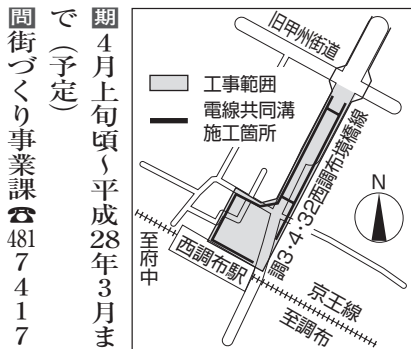 期4月上旬頃～平成28年3月ま
で（予定）
問街づくり事業課☎481 7417
旧甲州街道
工事範囲
電線共同溝
施工箇所
調3・4・32西調布境橋線
N
至府中
西調布駅
京王線
至調布